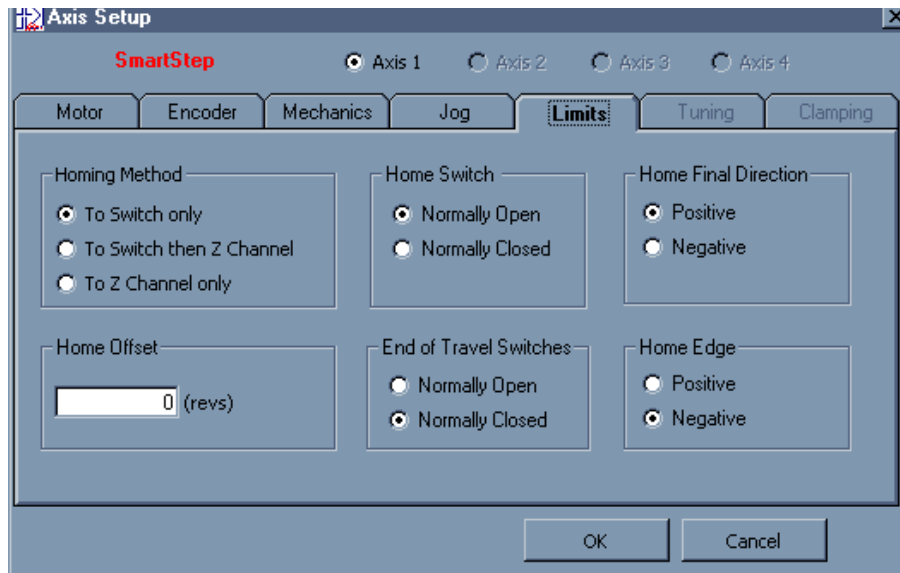 Axis Setup
SmartStep Axis 1 Axis 2 Axis 3 Axis 4
Motor Encoder Mechanics Jog Limits Tuning Clamping
Homing Method
To Switch only
To Switch then Z Channel
To Z Channel only
Home Switch
Normally Open
Normally Closed
Home Final Direction
Positive
Negative
Home Offset
0 (revs)
End of Travel Switches
Normally Open
Normally Closed
Home Edge
Positive
Negative
OK Cancel